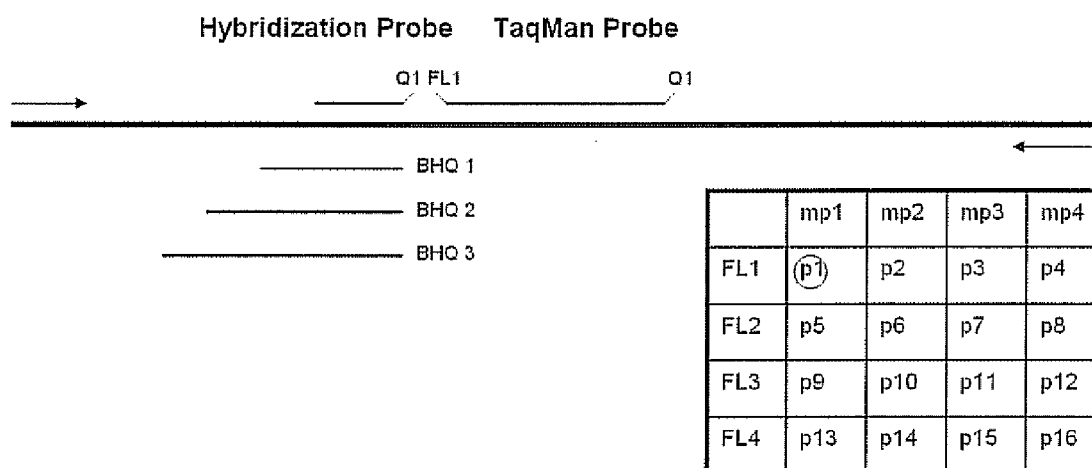 Hybridization Probe TaqMan Probe
Q1 FL1 Q1
BHQ 1
BHQ 2
BHQ 3
mp1 mp2 mp3 mp4
FL1 p1 p2 p3 p4
FL2 p5 p6 p7 p8
FL3 p9 p10 p11 p12
FL4 p13 p14 p15 p16